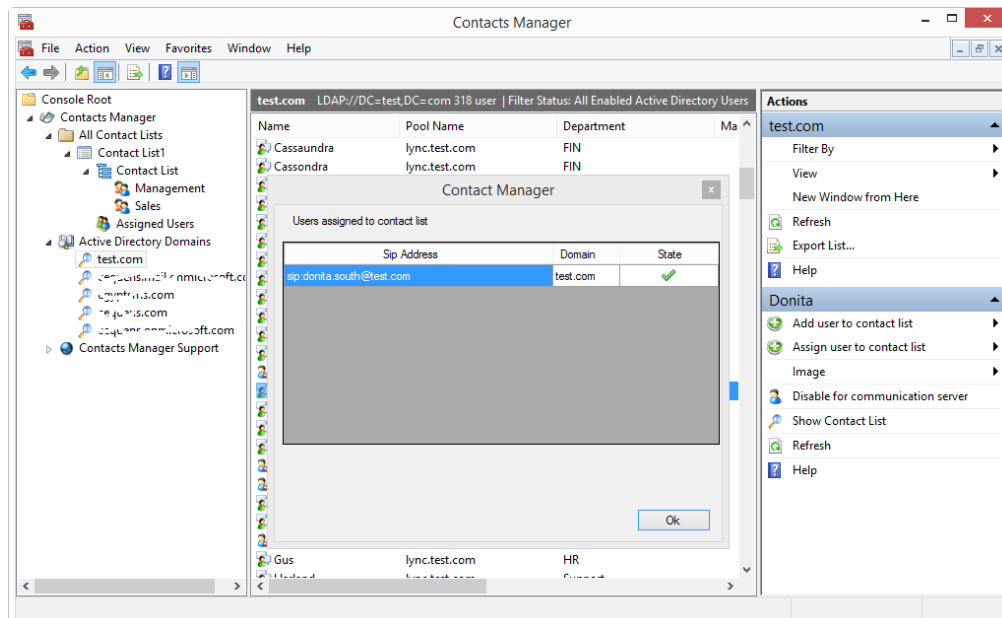 Contacts Manager
File Action View Favorites Window Help
Console Root
Contacts Manager
All Contact Lists
Contact List1
Contact List
Management
Sales
Assigned Users
Active Directory Domains
test.com
.com
.com
Contacts Manager Support
test.com LDAP://DC=test,DC=com 318 user | Filter Status: All Enabled Active Directory Users
Name Pool Name Department Ma
Cassaundra lync.test.com FIN
Cassondra lync.test.com FIN
Contact Manager
Users assigned to contact list
Sip Address Domain State
sip:donita.south@test.com test.com
Ok
Gus lync.test.com HR
Actions
test.com
Filter By
View
New Window from Here
Refresh
Export List...
Help
Donita
Add user to contact list
Assign user to contact list
Image
Disable for communication server
Show Contact List
Refresh
Help